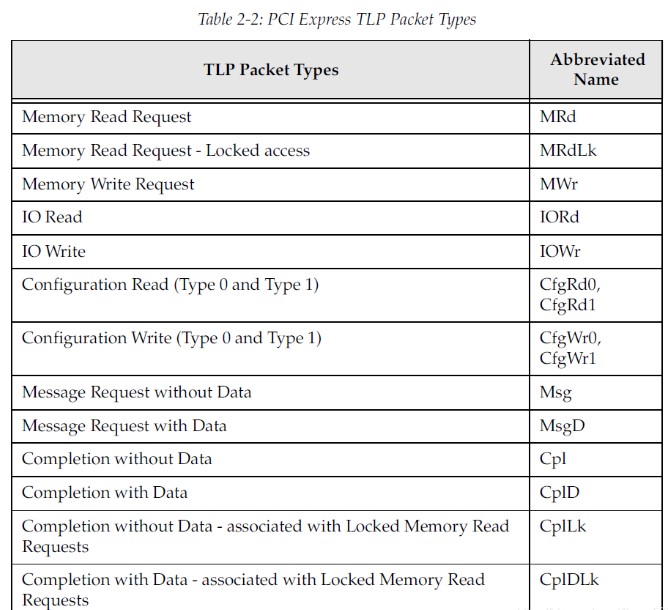 Table 2-2: PCI Express TLP Packet Types
TLP Packet Types
Abbreviated
Name
Memory Read Request
MRd
Memory Read Request - Locked access
MRdLk
Memory Write Request
MWr
IO Read
IORd
IO Write
IOWr
Configuration Read (Type 0 and Type 1)
CfgRd0,
CfgRd1
Configuration Write (Type 0 and Type 1)
CfgWr0,
CfgWr1
Message Request without Data
Msg
Message Request with Data
MsgD
Completion without Data
Cpl
Completion with Data
CplD
Completion without Data - associated with Locked Memory Read
Requests
CplLk
Completion with Data - associated with Locked Memory Read
Requests
CplDLk